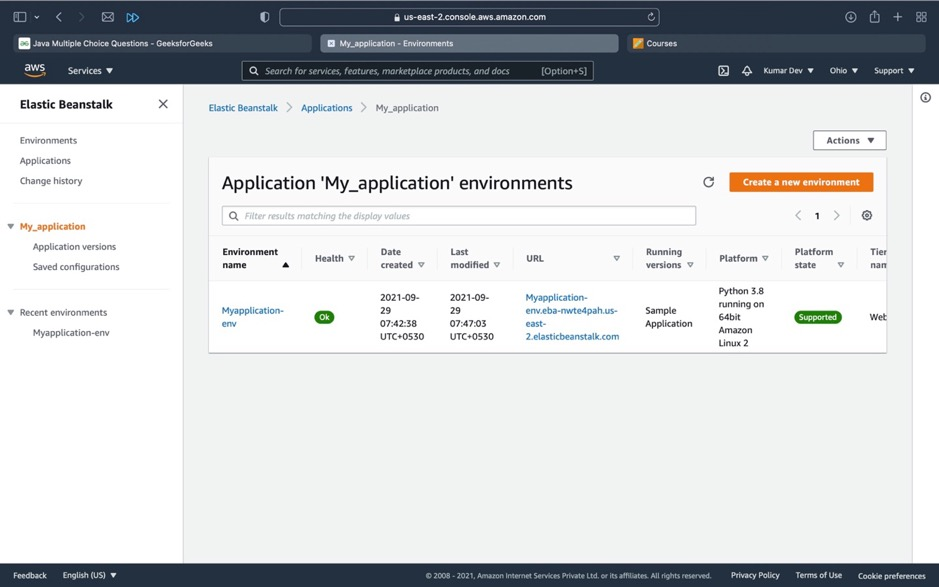 us-east-2.console.aws.amazon.com
Java Multiple Choice Questions - GeeksforGeeks
My_application - Environments
Courses
aws
Services
Search for services, features, marketplace products, and docs
[Option+S]
Kumar Dev
Ohio
Support
Elastic Beanstalk
Environments
Applications
Change history
My_application
Application versions
Saved configurations
Recent environments
Myapplication-env
Elastic Beanstalk
Applications
My_application
Actions
Application 'My_application' environments
Create a new environment
Filter results matching the display values
1
Environment
name
Health
Date
created
Last
modified
URL
Running
versions
Platform
Platform
state
Tier
nam
Myapplication-
env
Ok
2021-09-
29
07:42:38
UTC+0530
2021-09-
29
07:47:03
UTC+0530
Myapplication-
env.eba-nwte4pah.us-
east-
2.elasticbeanstalk.com
Sample
Application
Python 3.8
running on
64bit
Amazon
Linux 2
Supported
Web
Feedback
English (US)
© 2008 - 2021, Amazon Internet Services Private Ltd. or its affiliates. All rights reserved.
Privacy Policy
Terms of Use
Cookie preferences